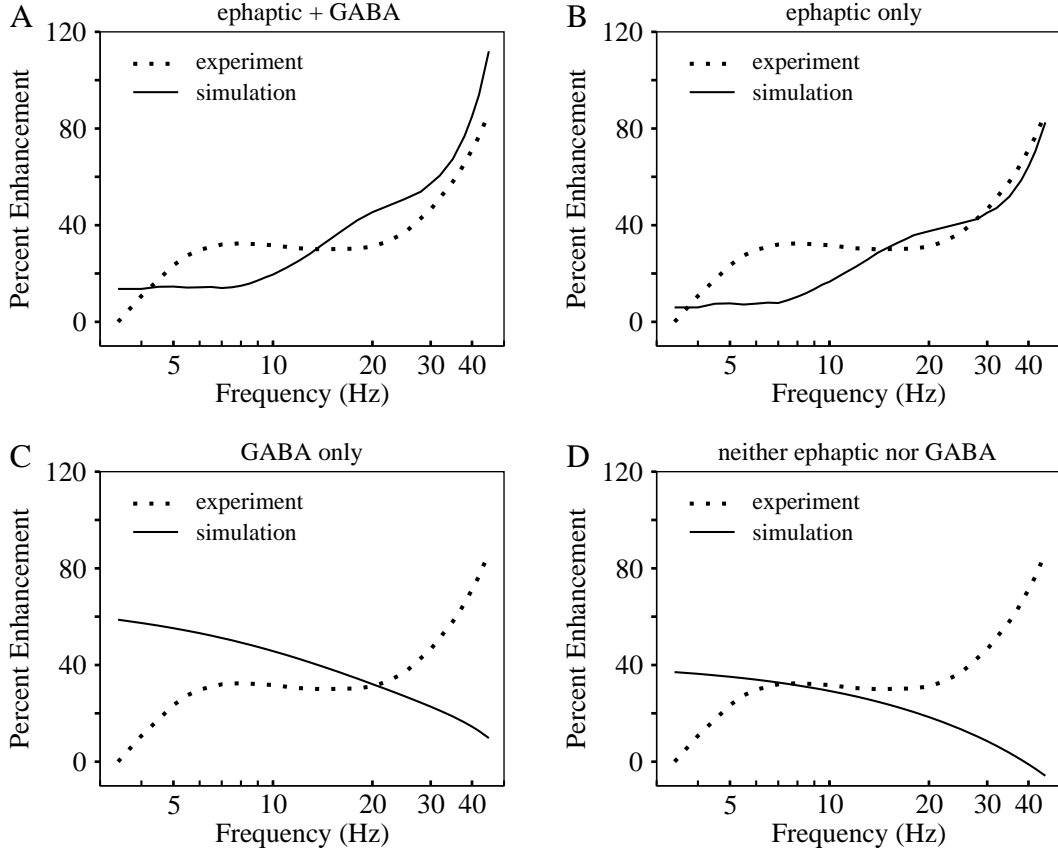 A
ephaptic + GABA
120
80
40
0
Percent Enhancement
experiment
simulation
5 10 20 30 40
Frequency (Hz)
B
ephaptic only
120
80
40
0
Percent Enhancement
experiment
simulation
5 10 20 30 40
Frequency (Hz)
C
GABA only
120
80
40
0
Percent Enhancement
experiment
simulation
5 10 20 30 40
Frequency (Hz)
D
neither ephaptic nor GABA
120
80
40
0
Percent Enhancement
experiment
simulation
5 10 20 30 40
Frequency (Hz)